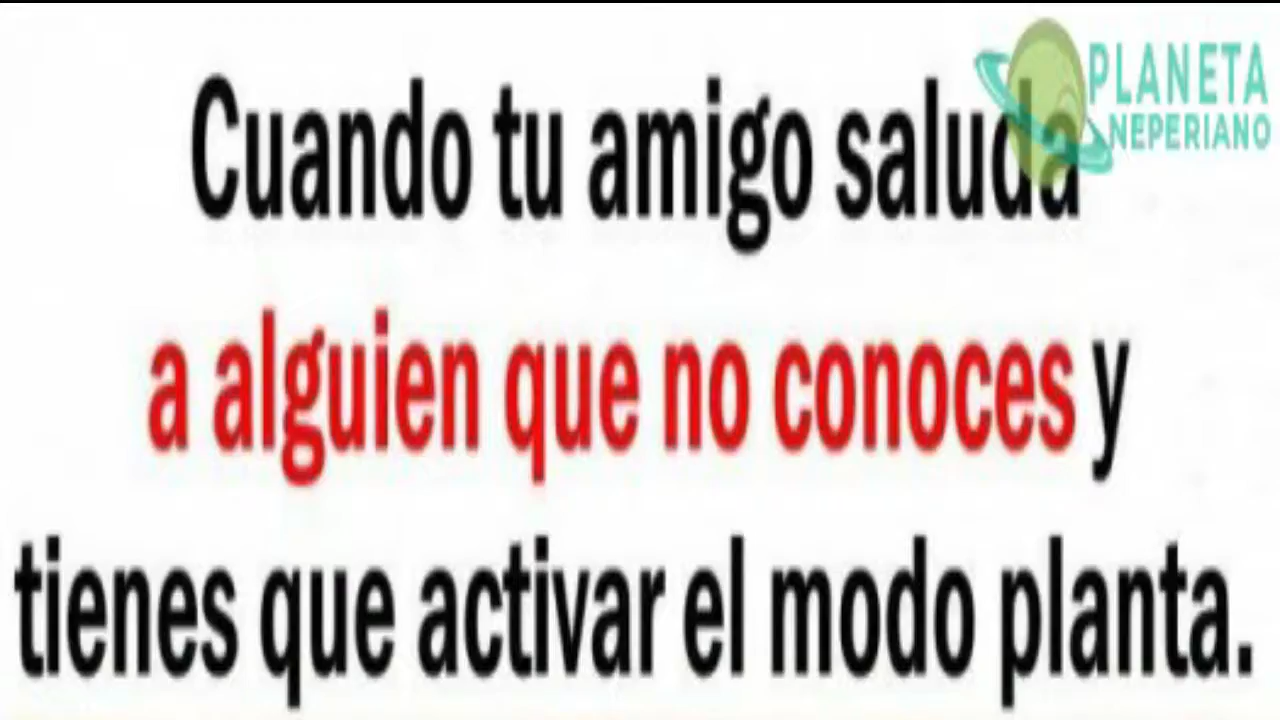 PLANETA
NEPERIANO
Cuando tu amigo saluda
a alguien que no conoces y
tienes que activar el modo planta.